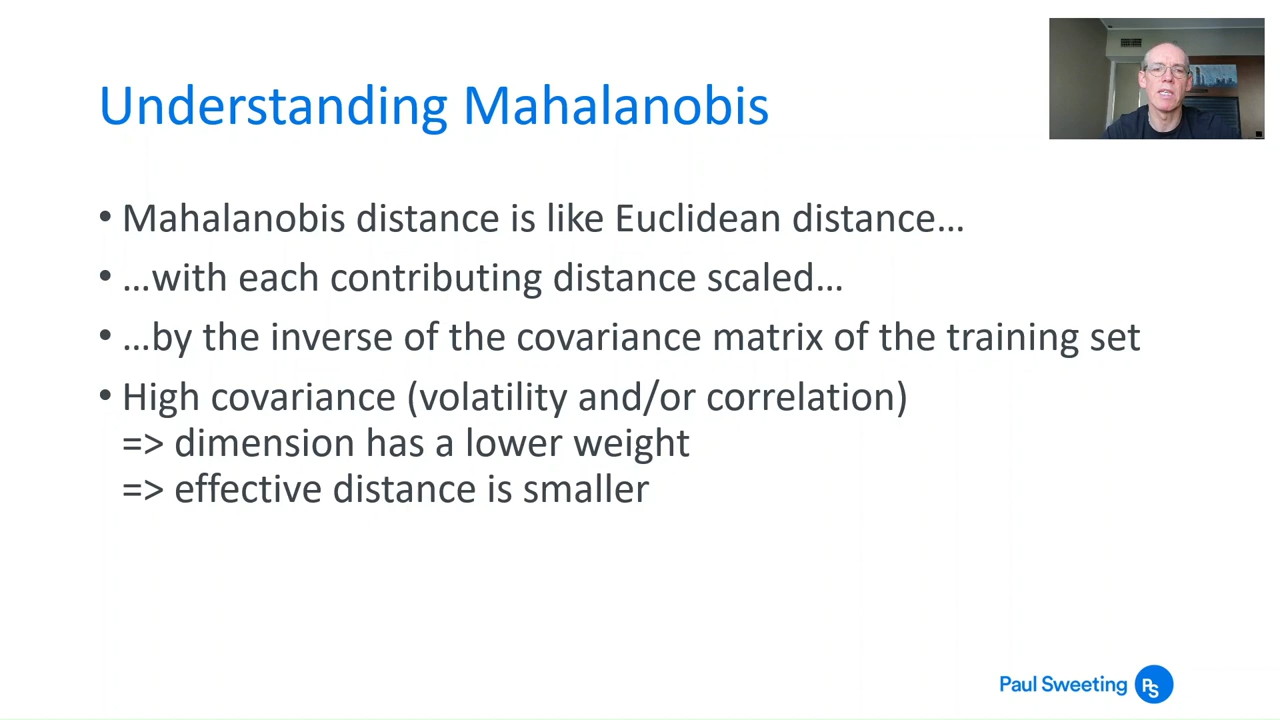 Understanding Mahalanobis
• Mahalanobis distance is like Euclidean distance…
• …with each contributing distance scaled…
• …by the inverse of the covariance matrix of the training set
• High covariance (volatility and/or correlation)
=> dimension has a lower weight
=> effective distance is smaller
Paul Sweeting PS